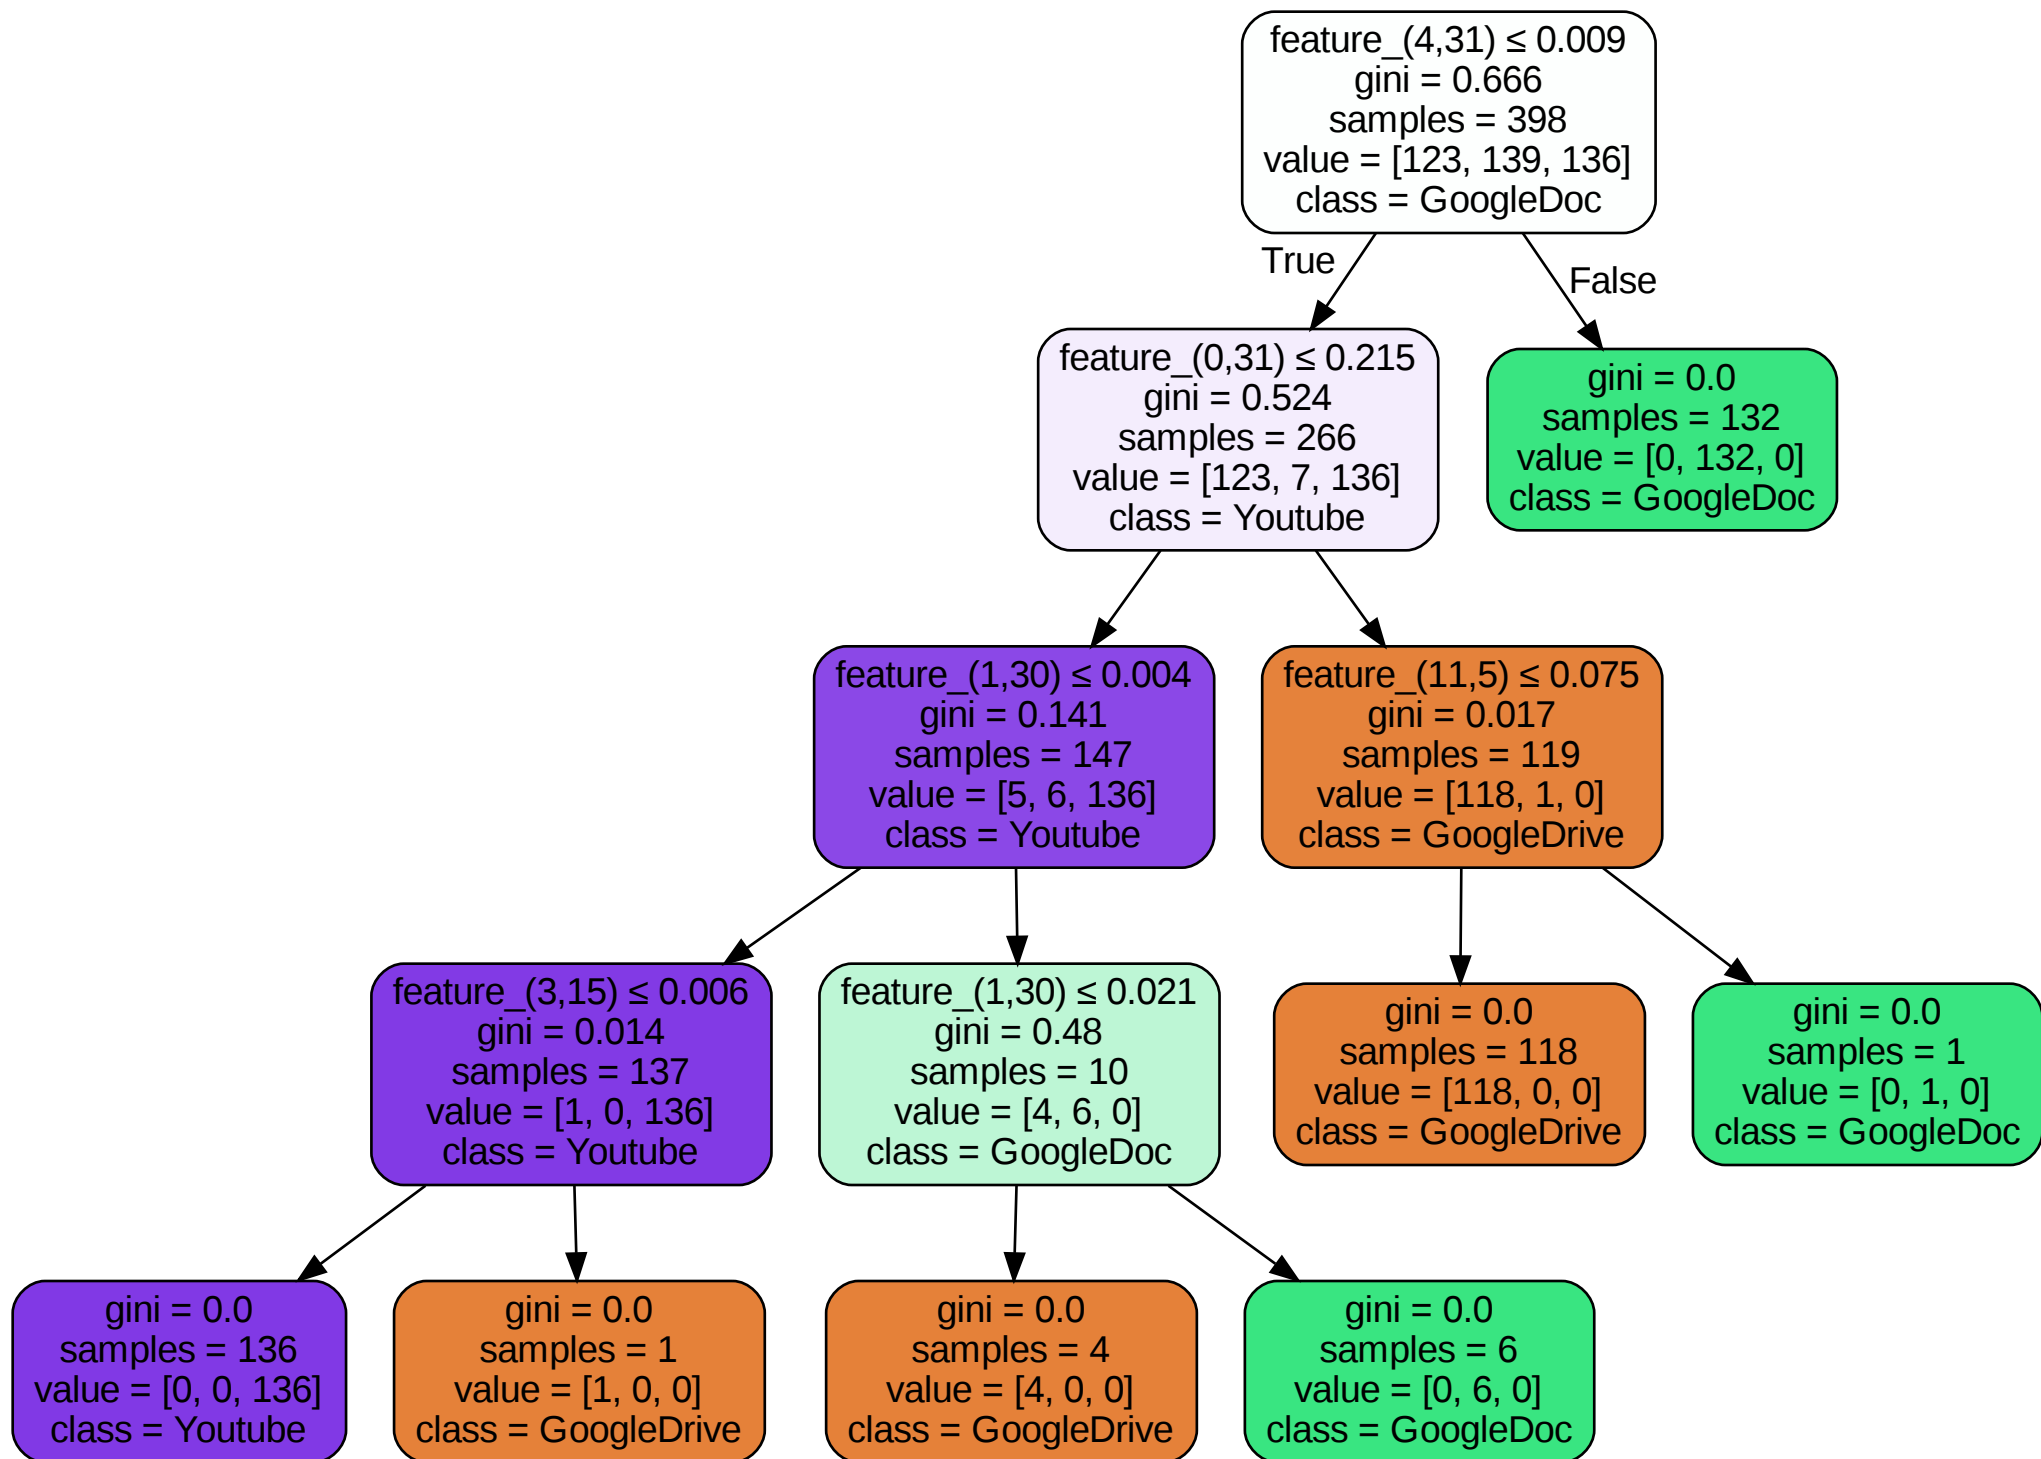 feature_(4,31) ≤ 0.009
gini = 0.666
samples = 398
value = [123, 139, 136]
class = GoogleDoc
True
False
feature_(0,31) ≤ 0.215
gini = 0.524
samples = 266
value = [123, 7, 136]
class = Youtube
gini = 0.0
samples = 132
value = [0, 132, 0]
class = GoogleDoc
feature_(1,30) ≤ 0.004
gini = 0.141
samples = 147
value = [5, 6, 136]
class = Youtube
feature_(11,5) ≤ 0.075
gini = 0.017
samples = 119
value = [118, 1, 0]
class = GoogleDrive
feature_(3,15) ≤ 0.006
gini = 0.014
samples = 137
value = [1, 0, 136]
class = Youtube
feature_(1,30) ≤ 0.021
gini = 0.48
samples = 10
value = [4, 6, 0]
class = GoogleDoc
gini = 0.0
samples = 118
value = [118, 0, 0]
class = GoogleDrive
gini = 0.0
samples = 1
value = [0, 1, 0]
class = GoogleDoc
gini = 0.0
samples = 136
value = [0, 0, 136]
class = Youtube
gini = 0.0
samples = 1
value = [1, 0, 0]
class = GoogleDrive
gini = 0.0
samples = 4
value = [4, 0, 0]
class = GoogleDrive
gini = 0.0
samples = 6
value = [0, 6, 0]
class = GoogleDoc